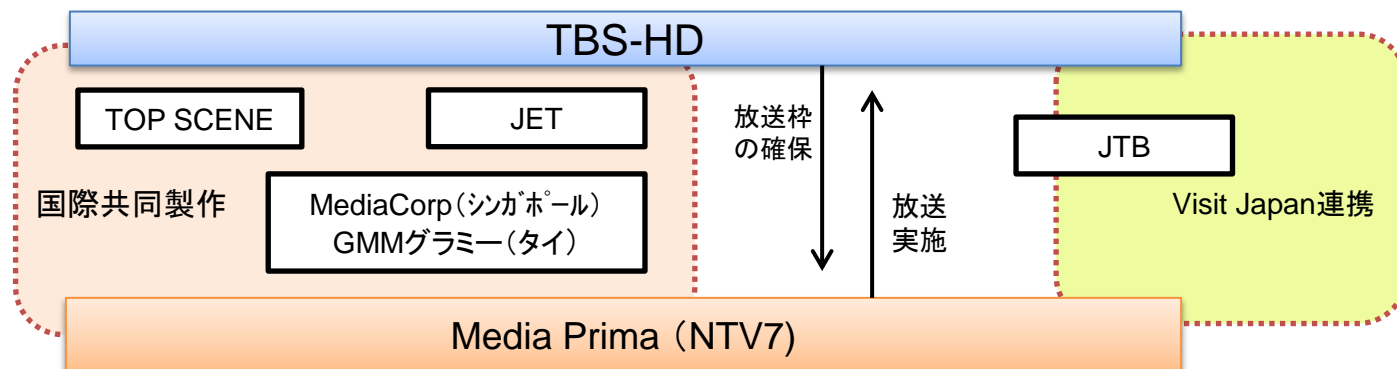 TBS-HD
TOP SCENE
JET
国際共同製作
MediaCorp（ｼﾝｶﾞﾎﾟｰﾙ）
GMMグラミー（タイ）
放送枠
の確保
放送
実施
JTB
Visit Japan連携
Media Prima （NTV7)